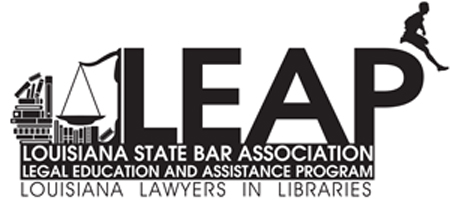 LEAP
LOUISIANA STATE BAR ASSOCIATION
LEGAL EDUCATION AND ASSISTANCE PROGRAM
LOUISIANA LAWYERS IN LIBRARIES